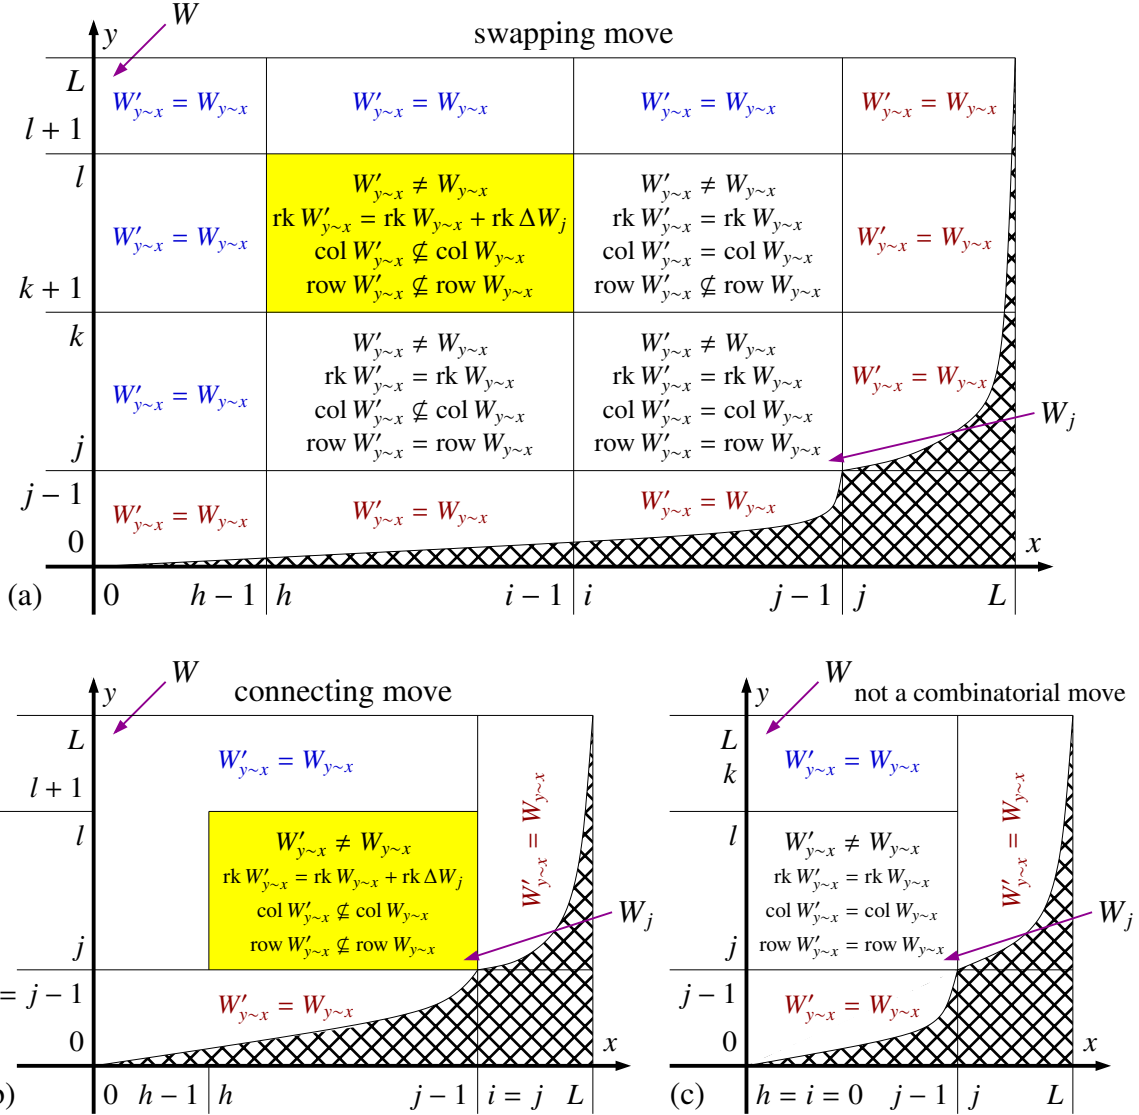 W
y
swapping move
L
W′y∼x = Wy∼x W′y∼x = Wy∼x W′y∼x = Wy∼x W′y∼x = Wy∼x
l + 1
l
W′y∼x ≠ Wy∼x W′y∼x ≠ Wy∼x
rk W′y∼x = rk Wy∼x + rk ΔWj rk W′y∼x = rk Wy∼x
W′y∼x = Wy∼x W′y∼x = Wy∼x
col W′y∼x ⊈ col Wy∼x col W′y∼x = col Wy∼x
row W′y∼x ⊈ row Wy∼x row W′y∼x ⊈ row Wy∼x
k + 1
k
W′y∼x ≠ Wy∼x W′y∼x ≠ Wy∼x
rk W′y∼x = rk Wy∼x rk W′y∼x = rk Wy∼x W′y∼x = Wy∼x
W′y∼x = Wy∼x
col W′y∼x ⊈ col Wy∼x col W′y∼x = col Wy∼x
Wj
row W′y∼x = row Wy∼x row W′y∼x = row Wy∼x
j
j − 1
W′y∼x = Wy∼x W′y∼x = Wy∼x W′y∼x = Wy∼x
0
x
(a) 0 h − 1 h i − 1 i j − 1 j L
W
y
connecting move
L
W′y∼x = Wy∼x
l + 1
W′y∼x = Wy∼x
l
W′y∼x ≠ Wy∼x
rk W′y∼x = rk Wy∼x + rk ΔWj
col W′y∼x ⊈ col Wy∼x
Wj
row W′y∼x ⊈ row Wy∼x
j
= j − 1
W′y∼x = Wy∼x
0
x
) 0 h − 1 h j − 1 i = j L
W
y
not a combinatorial move
L
W′y∼x = Wy∼x
k
W′y∼x = Wy∼x
l
W′y∼x ≠ Wy∼x
rk W′y∼x = rk Wy∼x
col W′y∼x = col Wy∼x
Wj
row W′y∼x = row Wy∼x
j
j − 1
W′y∼x = Wy∼x
0
x
(c) h = i = 0 j − 1 j L